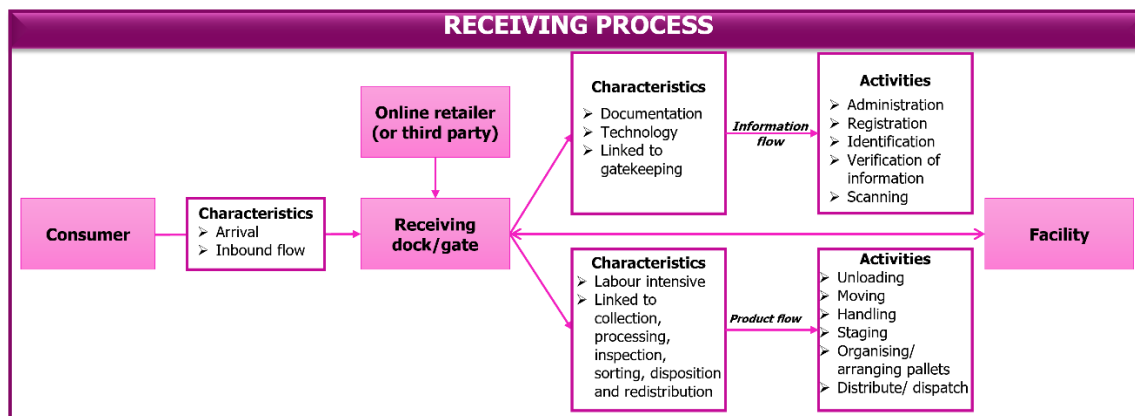 RECEIVING PROCESS
Online retailer
(or third party)
Consumer
Characteristics
➢ Arrival
➢ Inbound flow
Receiving
dock/gate
Characteristics
➢ Documentation
➢ Technology
➢ Linked to
gatekeeping
Information
flow
Activities
➢ Administration
➢ Registration
➢ Identification
➢ Verification of
information
➢ Scanning
Characteristics
➢ Labour intensive
➢ Linked to
collection,
processing,
inspection,
sorting, disposition
and redistribution
Product flow
Activities
➢ Unloading
➢ Moving
➢ Handling
➢ Staging
➢ Organising/
arranging pallets
➢ Distribute/ dispatch
Facility